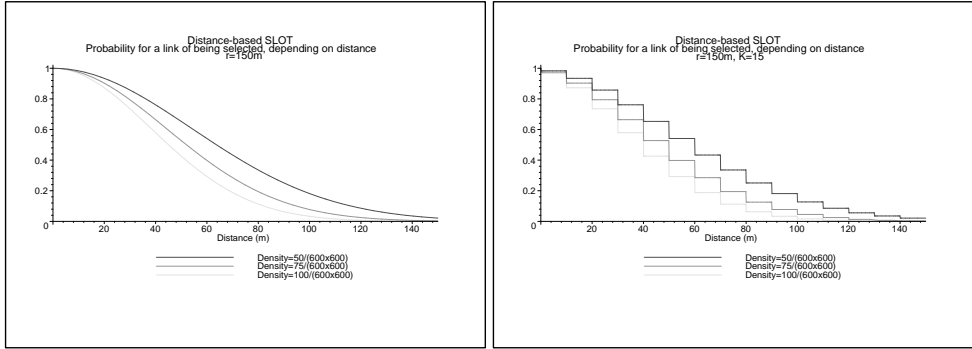 Distance-based SLOT
Probability for a link of being selected, depending on distance
r=150m
1
0.8
0.6
0.4
0.2
0
20
40
60
80
100
120
140
Distance (m)
Density=50/(600x600)
Density=75/(600x600)
Density=100/(600x600)
Distance-based SLOT
Probability for a link of being selected, depending on distance
r=150m, K=15
1
0.8
0.6
0.4
0.2
0
20
40
60
80
100
120
140
Distance (m)
Density=50/(600x600)
Density=75/(600x600)
Density=100/(600x600)